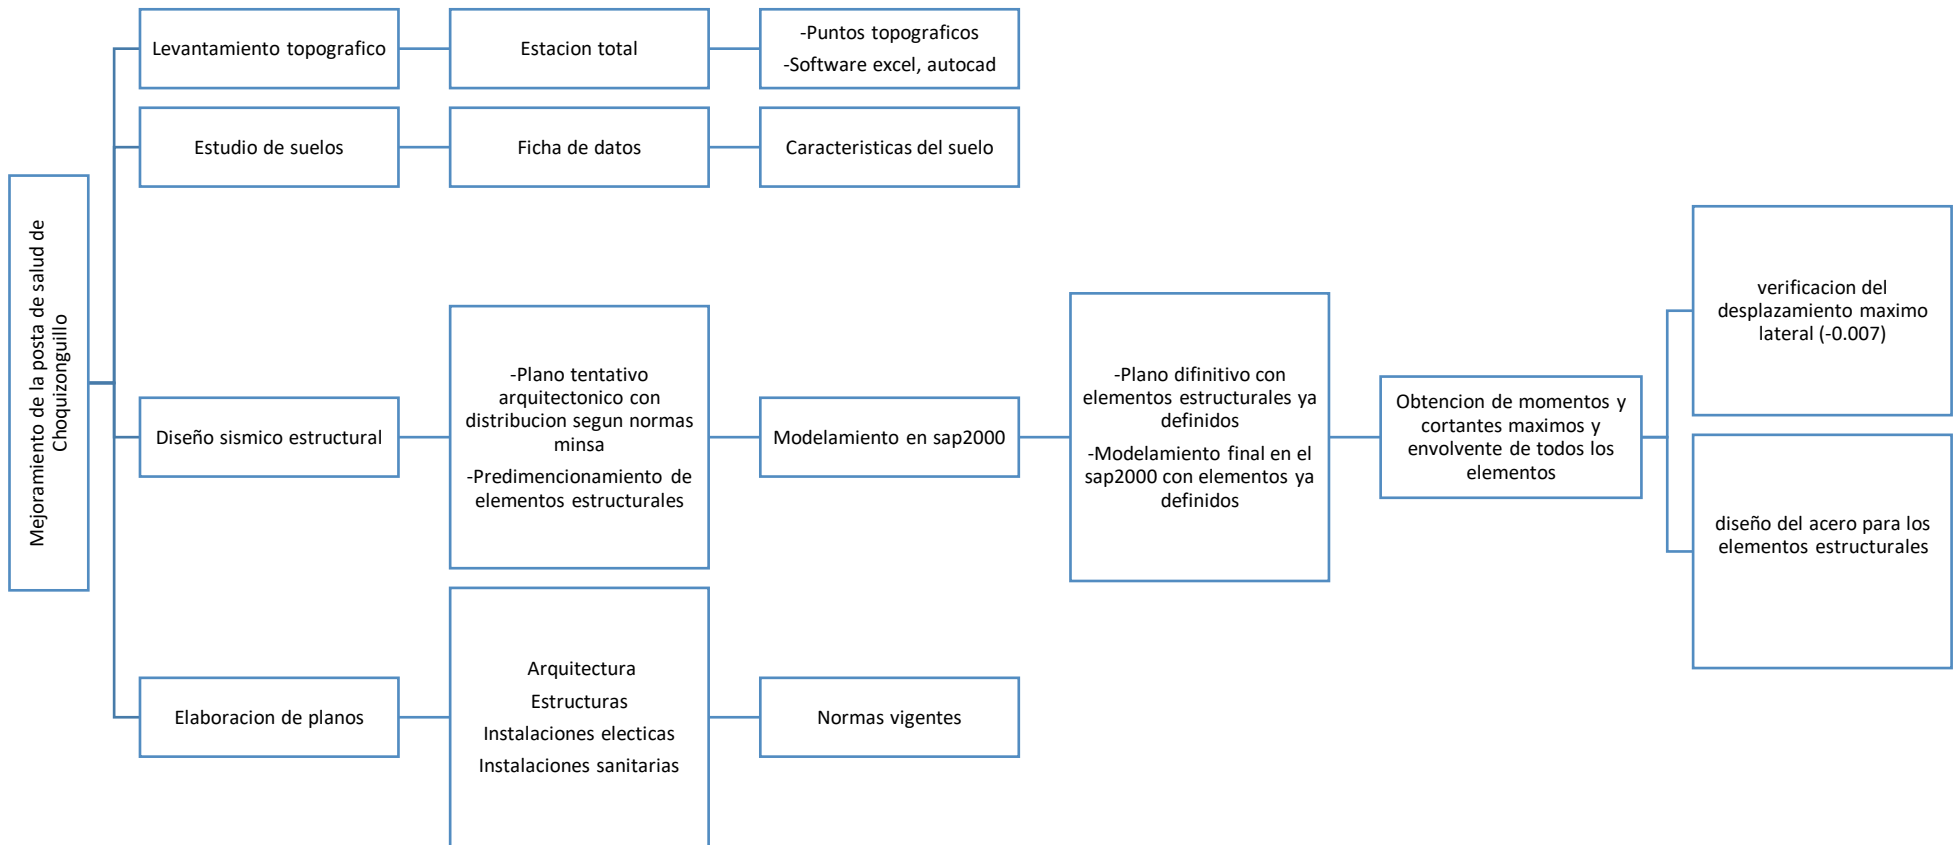 Mejoramiento de la posta de salud de
Choquizonguillo
Levantamiento topografico
Estacion total
-Puntos topograficos
-Software excel, autocad
Estudio de suelos
Ficha de datos
Caracteristicas del suelo
Diseño sismico estructural
-Plano tentativo
arquitectonico con
distribucion segun normas
minsa
-Predimencionamiento de
elementos estructurales
Modelamiento en sap2000
-Plano difinitivo con
elementos estructurales ya
definidos
-Modelamiento final en el
sap2000 con elementos ya
definidos
Obtencion de momentos y
cortantes maximos y
envolvente de todos los
elementos
verificacion del
desplazamiento maximo
lateral (-0.007)
diseño del acero para los
elementos estructurales
Elaboracion de planos
Arquitectura
Estructuras
Instalaciones electicas
Instalaciones sanitarias
Normas vigentes